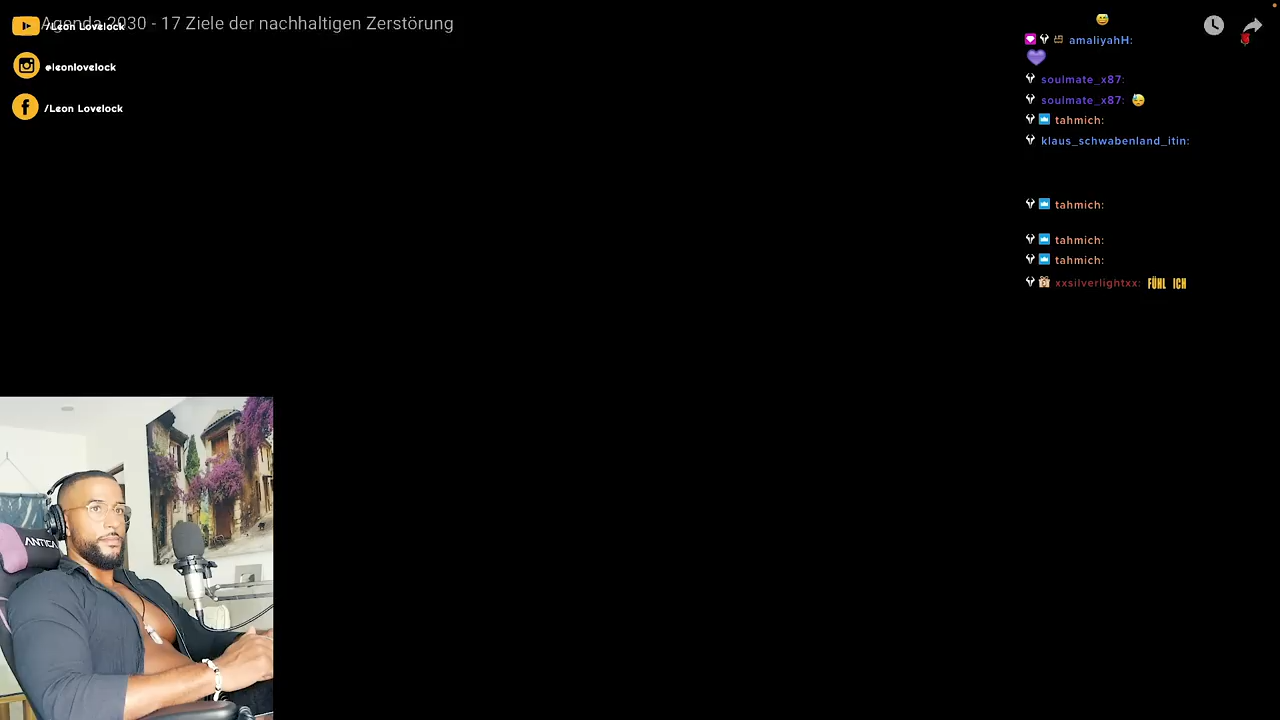 Agenda 2030 - 17 Ziele der nachhaltigen Zerstörung
/Leon Lovelock
@leonlovelock
/Leon Lovelock
amaliyahH:
soulmate_x87:
soulmate_x87:
tahmich:
klaus_schwabenland_itin:
tahmich:
tahmich:
tahmich:
xxsilverlightxx: FÜHL ICH
ANTICA